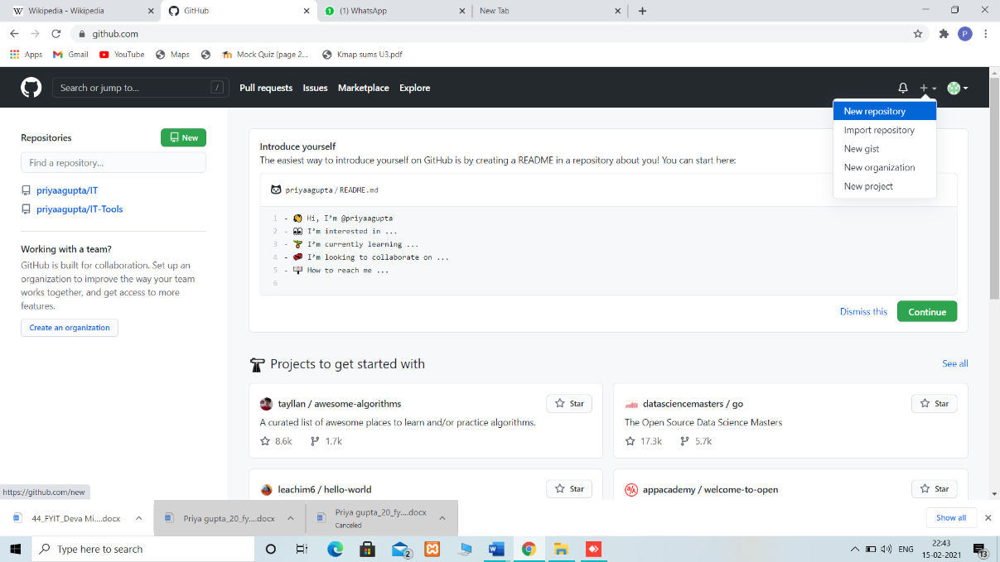 Wikipedia - Wikipedia
GitHub
1
(1) WhatsApp
New Tab
github.com
P
Apps
Gmail
YouTube
Maps
Mock Quiz (page 2...
Kmap sums U3.pdf
Search or jump to...
/
Pull requests
Issues
Marketplace
Explore
New repository
Import repository
New gist
New organization
New project
Repositories
New
Find a repository...
priyaagupta/IT
priyaagupta/IT-Tools
Working with a team?
GitHub is built for collaboration. Set up an
organization to improve the way your team
works together, and get access to more
features.
Create an organization
Introduce yourself
The easiest way to introduce yourself on GitHub is by creating a README in a repository about you! You can start here:
priyaagupta / README.md
1 - 👋 Hi, I'm @priyaagupta
2 - 👀 I'm interested in ...
3 - 🌱 I'm currently learning ...
4 - 💞️ I'm looking to collaborate on ...
5 - 📫 How to reach me ...
6
Dismiss this
Continue
Projects to get started with
See all
tayllan / awesome-algorithms
Star
A curated list of awesome places to learn and/or practice algorithms.
8.6k
1.7k
datasciencemasters / go
Star
The Open Source Data Science Masters
17.3k
5.7k
leachim6 / hello-world
Star
appacademy / welcome-to-open
Star
https://github.com/new
44_FYIT_Deva Mi....docx
Priya gupta_20_fy....docx
Priya gupta_20_fy....docx
Canceled
Show all
Type here to search
2
ENG
22:43
15-02-2021
13